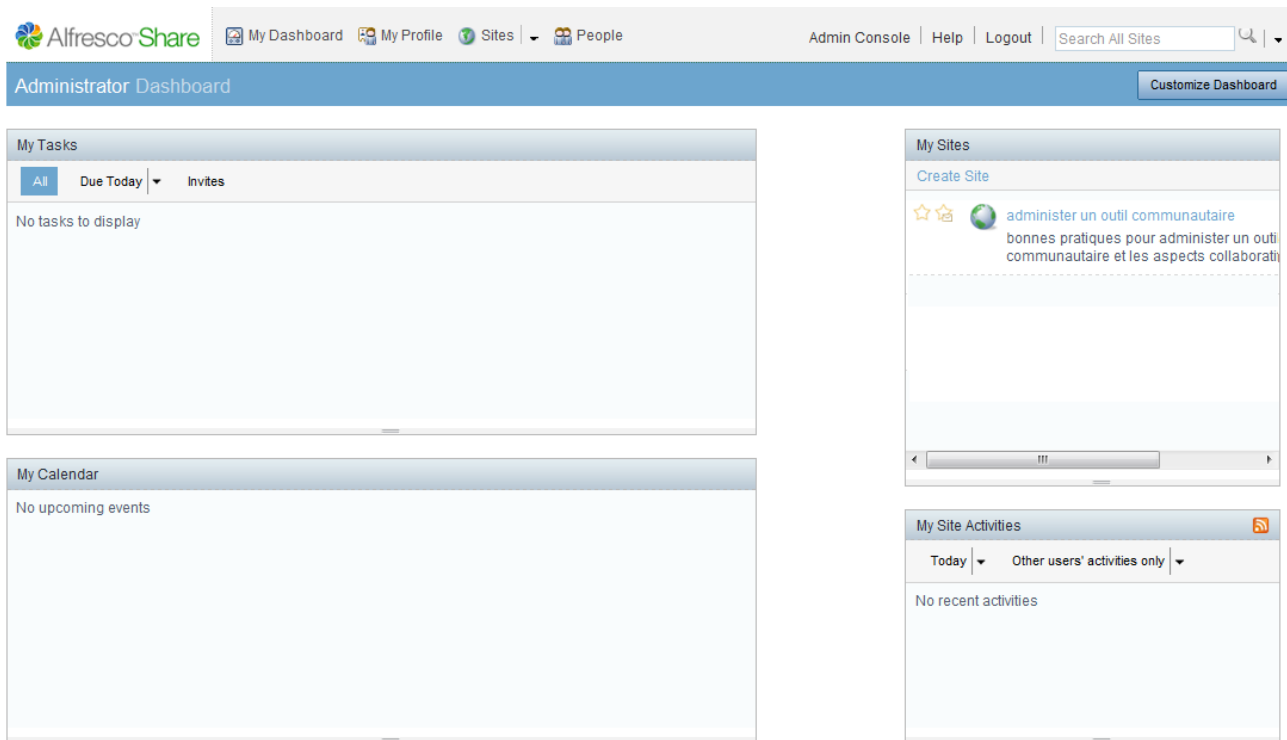 Alfresco Share My Dashboard My Profile Sites People Admin Console Help Logout Search All Sites
Administrator Dashboard Customize Dashboard
My Tasks
All Due Today Invites
No tasks to display
My Calendar
No upcoming events
My Sites
Create Site
administer un outil communautaire
bonnes pratiques pour administer un outi
communautaire et les aspects collaborati
My Site Activities
Today Other users' activities only
No recent activities